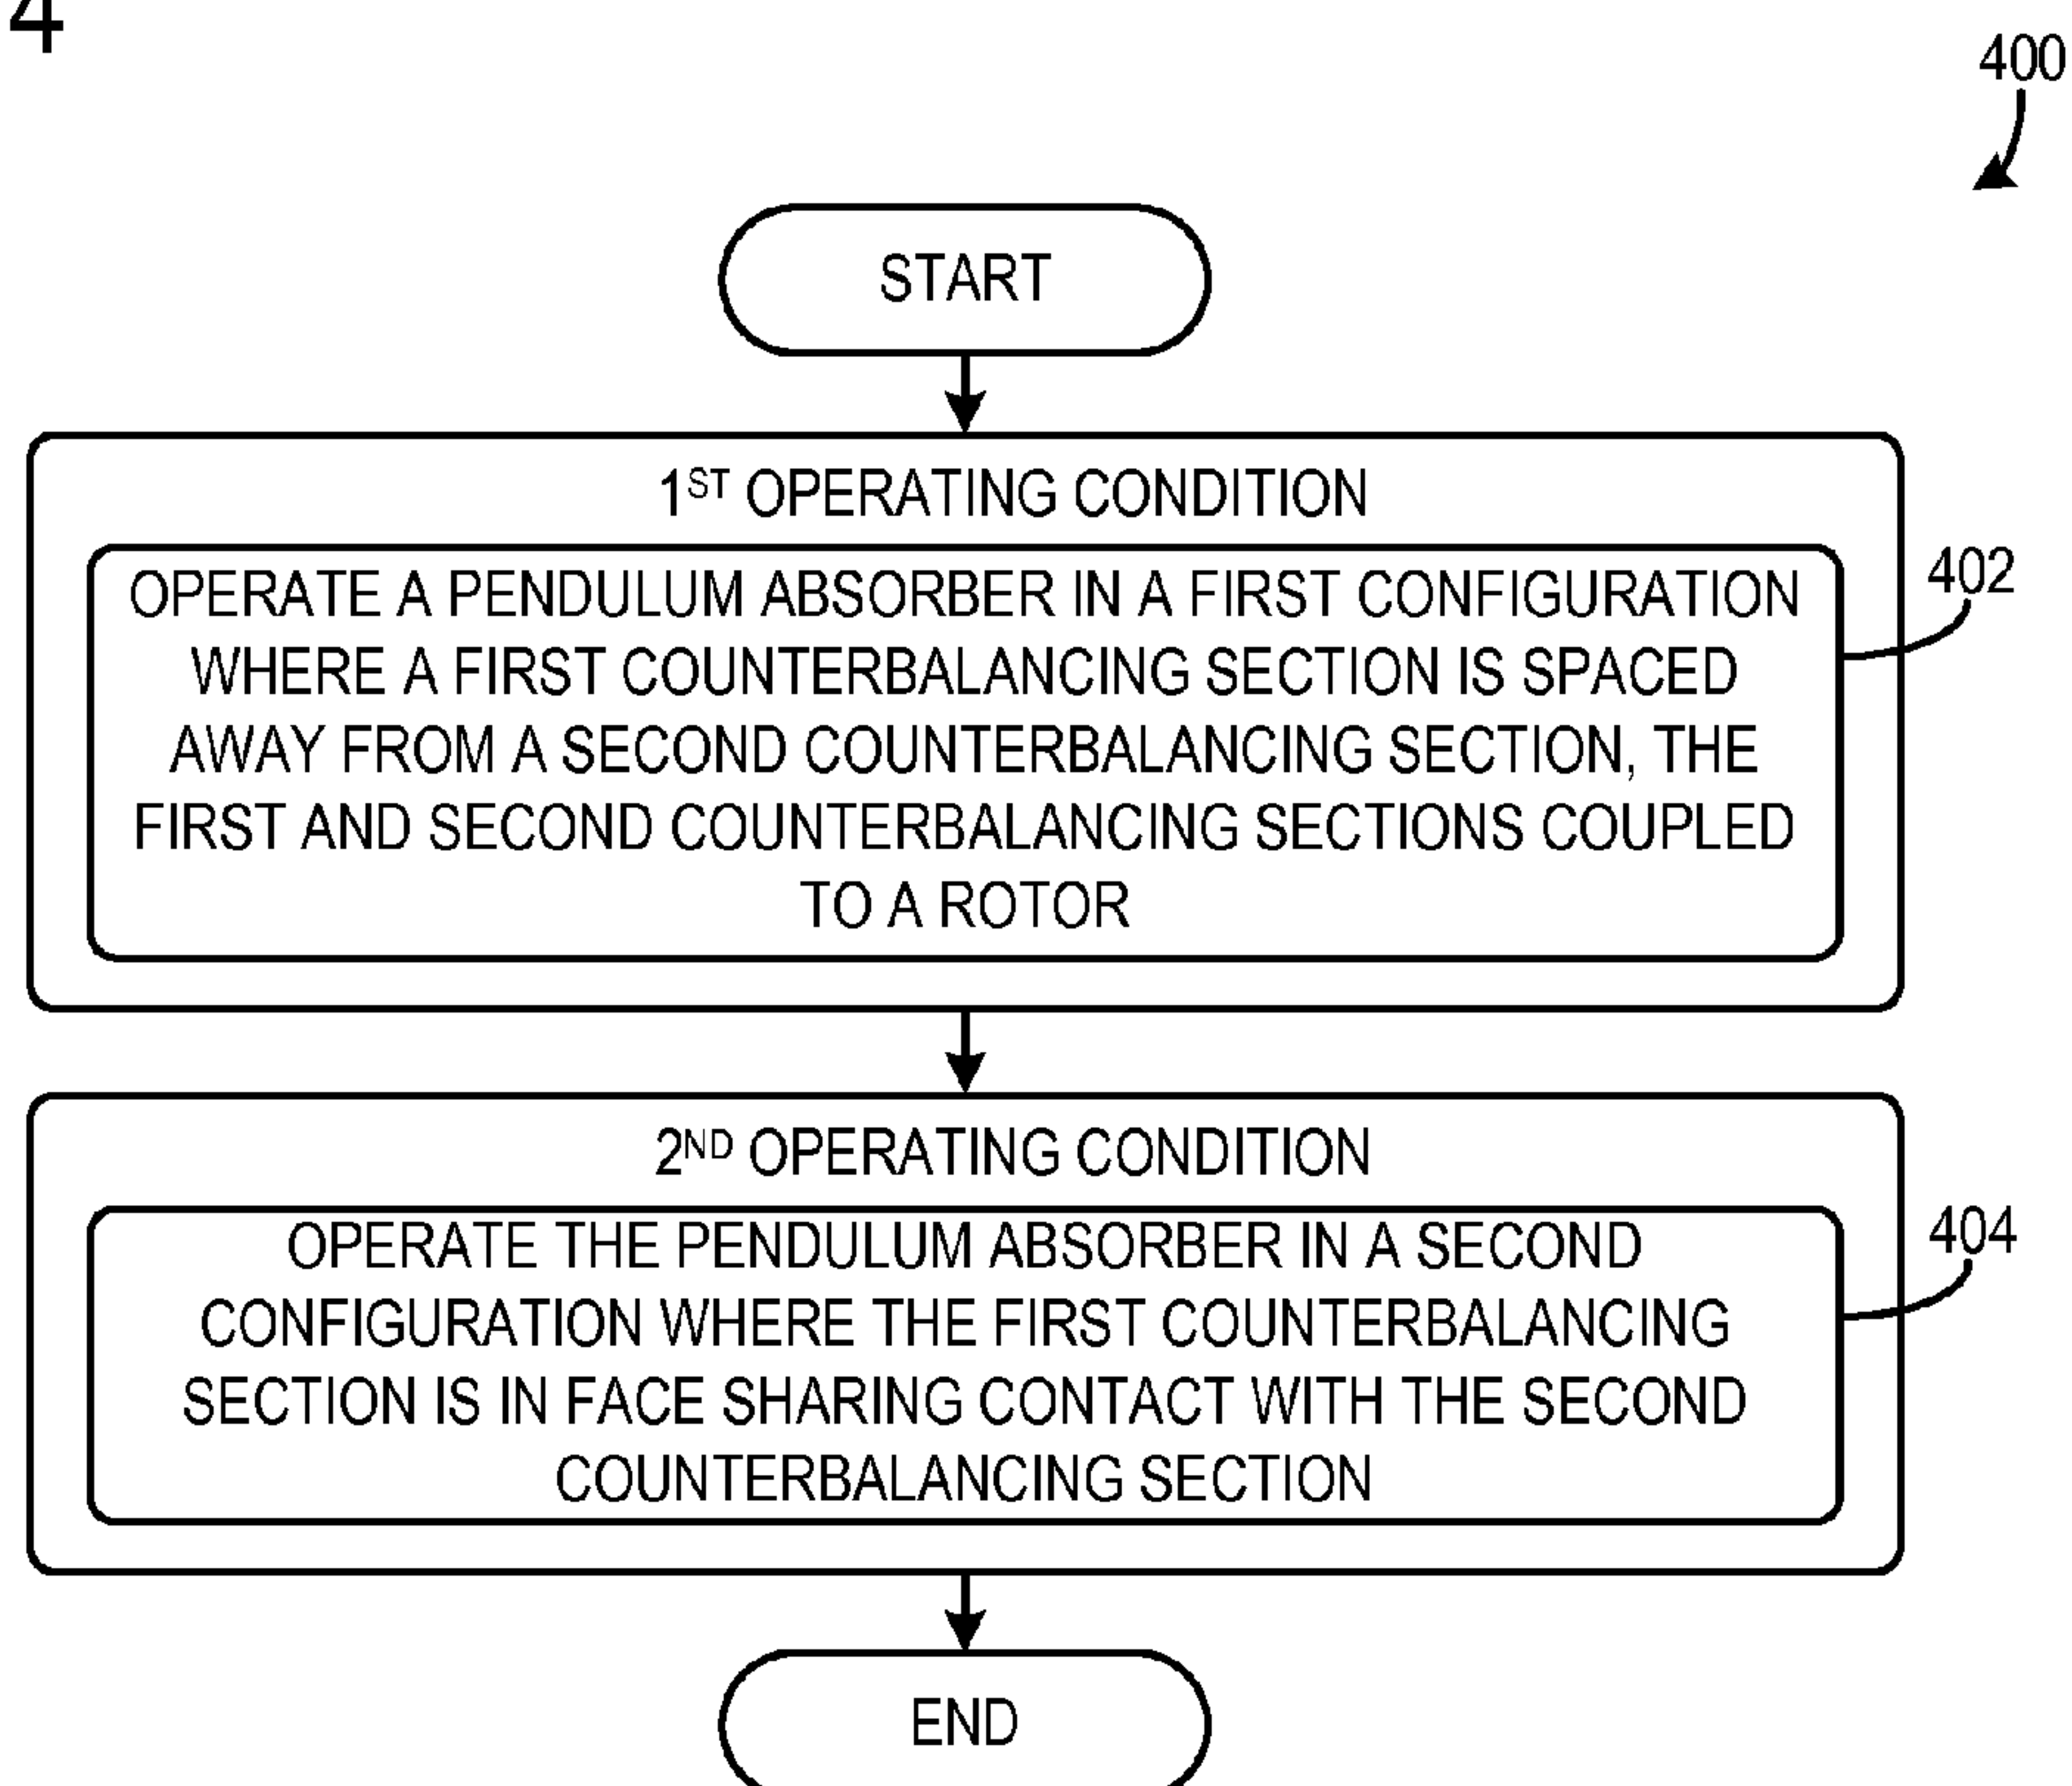 4
400
START
1ST OPERATING CONDITION
402
OPERATE A PENDULUM ABSORBER IN A FIRST CONFIGURATION
WHERE A FIRST COUNTERBALANCING SECTION IS SPACED
AWAY FROM A SECOND COUNTERBALANCING SECTION, THE
FIRST AND SECOND COUNTERBALANCING SECTIONS COUPLED
TO A ROTOR
2ND OPERATING CONDITION
404
OPERATE THE PENDULUM ABSORBER IN A SECOND
CONFIGURATION WHERE THE FIRST COUNTERBALANCING
SECTION IS IN FACE SHARING CONTACT WITH THE SECOND
COUNTERBALANCING SECTION
END